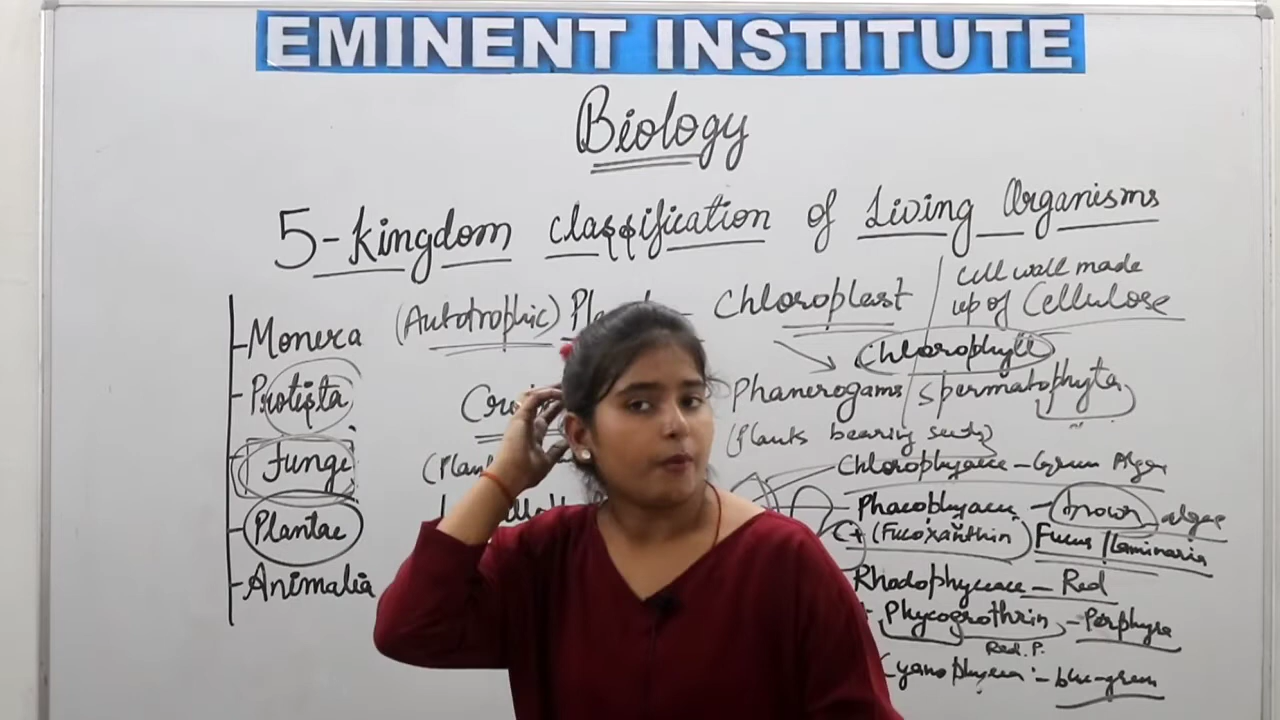 EMINENT INSTITUTE
Biology
5-kingdom classification of Living Organisms
Monera
Protista
Fungi
Plantae
Animalia
(Autotrophic) Chloroplast
cell wall made
up of Cellulose
Chlorophyll
Phanerogams / Spermatophyta
(Plants bearing seeds)
Chlorophyceae - Green Algae
Phaeophyceae - brown algae
C + (Fucoxanthin) Fucus / Laminaria
Rhodophyceae - Red
Phycoerothrin - Porphyra
Red. P.
Cyanophyceae - blue-green